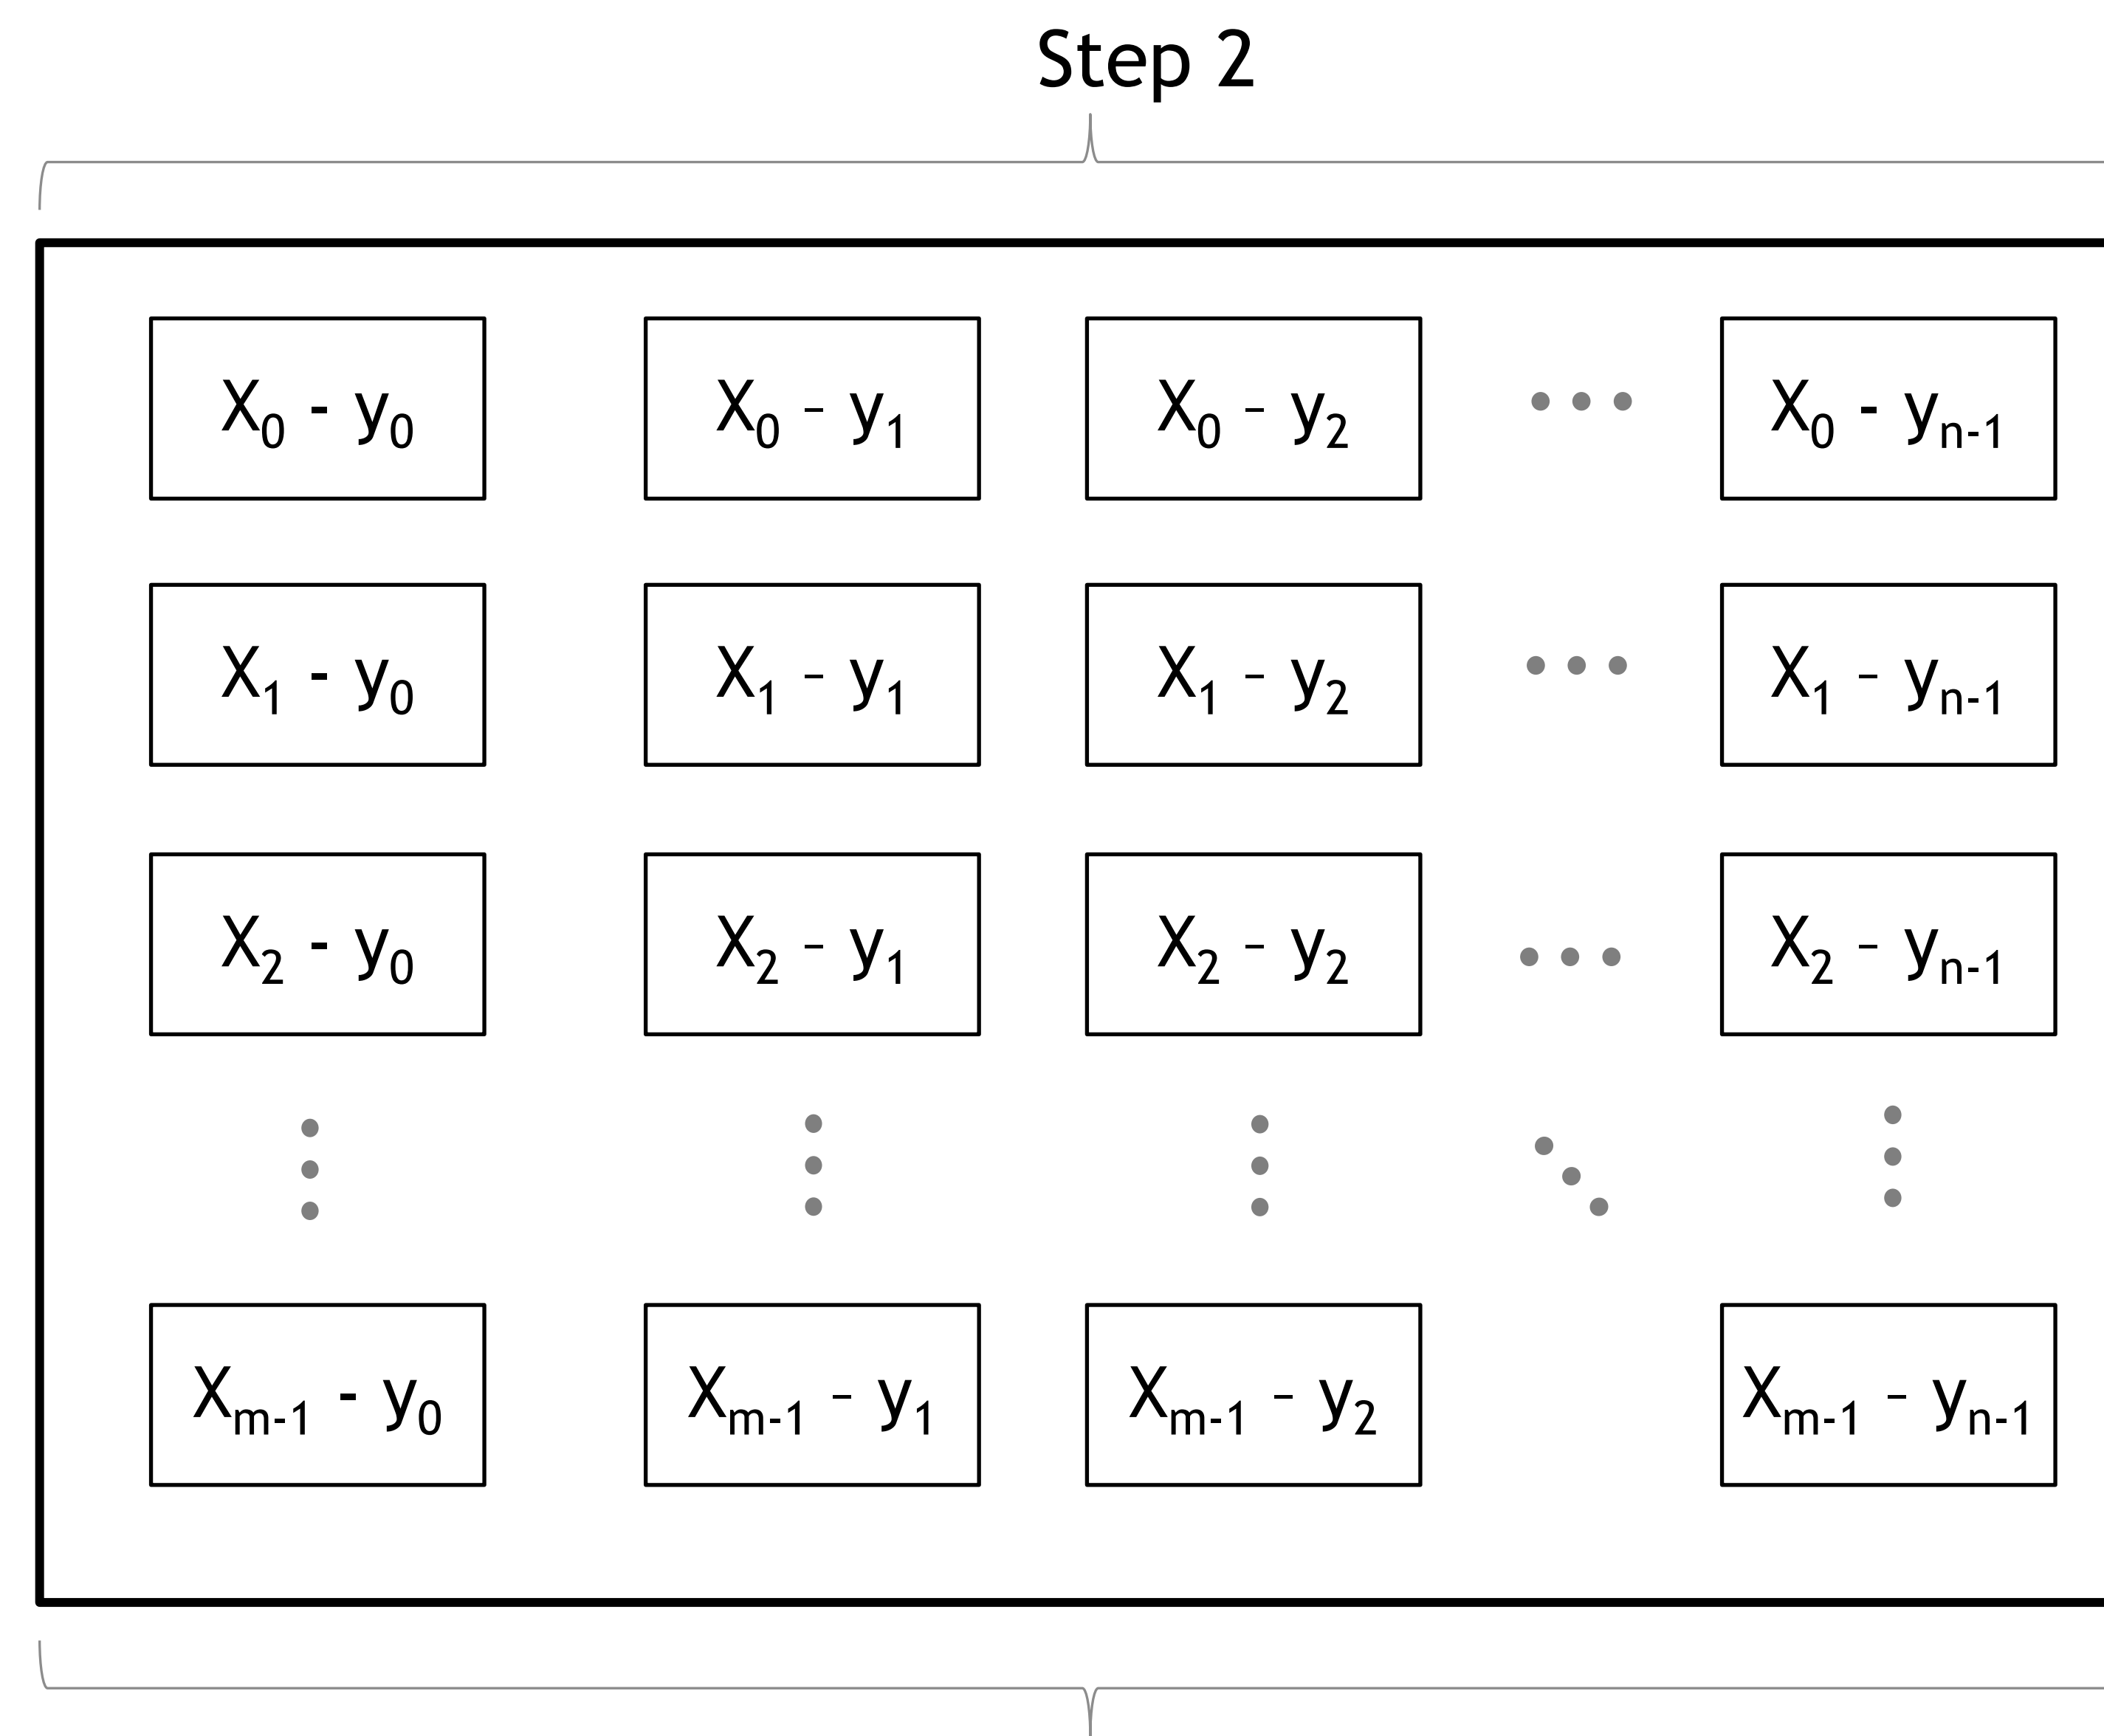 Step 2
X₀ - y₀ X₀ – y₁ X₀ – y₂ ••• X₀ - yₙ₋₁
X₁ - y₀ X₁ – y₁ X₁ – y₂ ••• X₁ – yₙ₋₁
X₂ - y₀ X₂ – y₁ X₂ – y₂ ••• X₂ – yₙ₋₁
Xₘ₋₁ - y₀ Xₘ₋₁ – y₁ Xₘ₋₁ – y₂ Xₘ₋₁ – yₙ₋₁